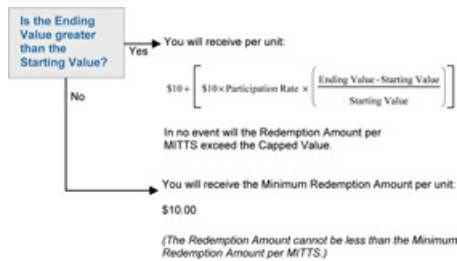 Is the Ending
Value greater
than the
Starting Value?
Yes
You will receive per unit:
$10 + [ $10 × Participation Rate × ( Ending Value - Starting Value / Starting Value ) ]
In no event will the Redemption Amount per
MITTS exceed the Capped Value.
No
You will receive the Minimum Redemption Amount per unit:
$10.00
(The Redemption Amount cannot be less than the Minimum
Redemption Amount per MITTS.)